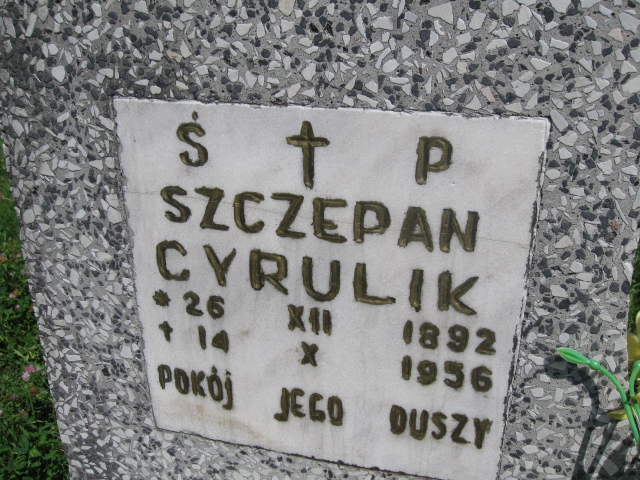 Ś † P
SZCZEPAN
CYRULIK
* 26 XII 1892
† 14 X 1956
POKÓJ JEGO DUSZY